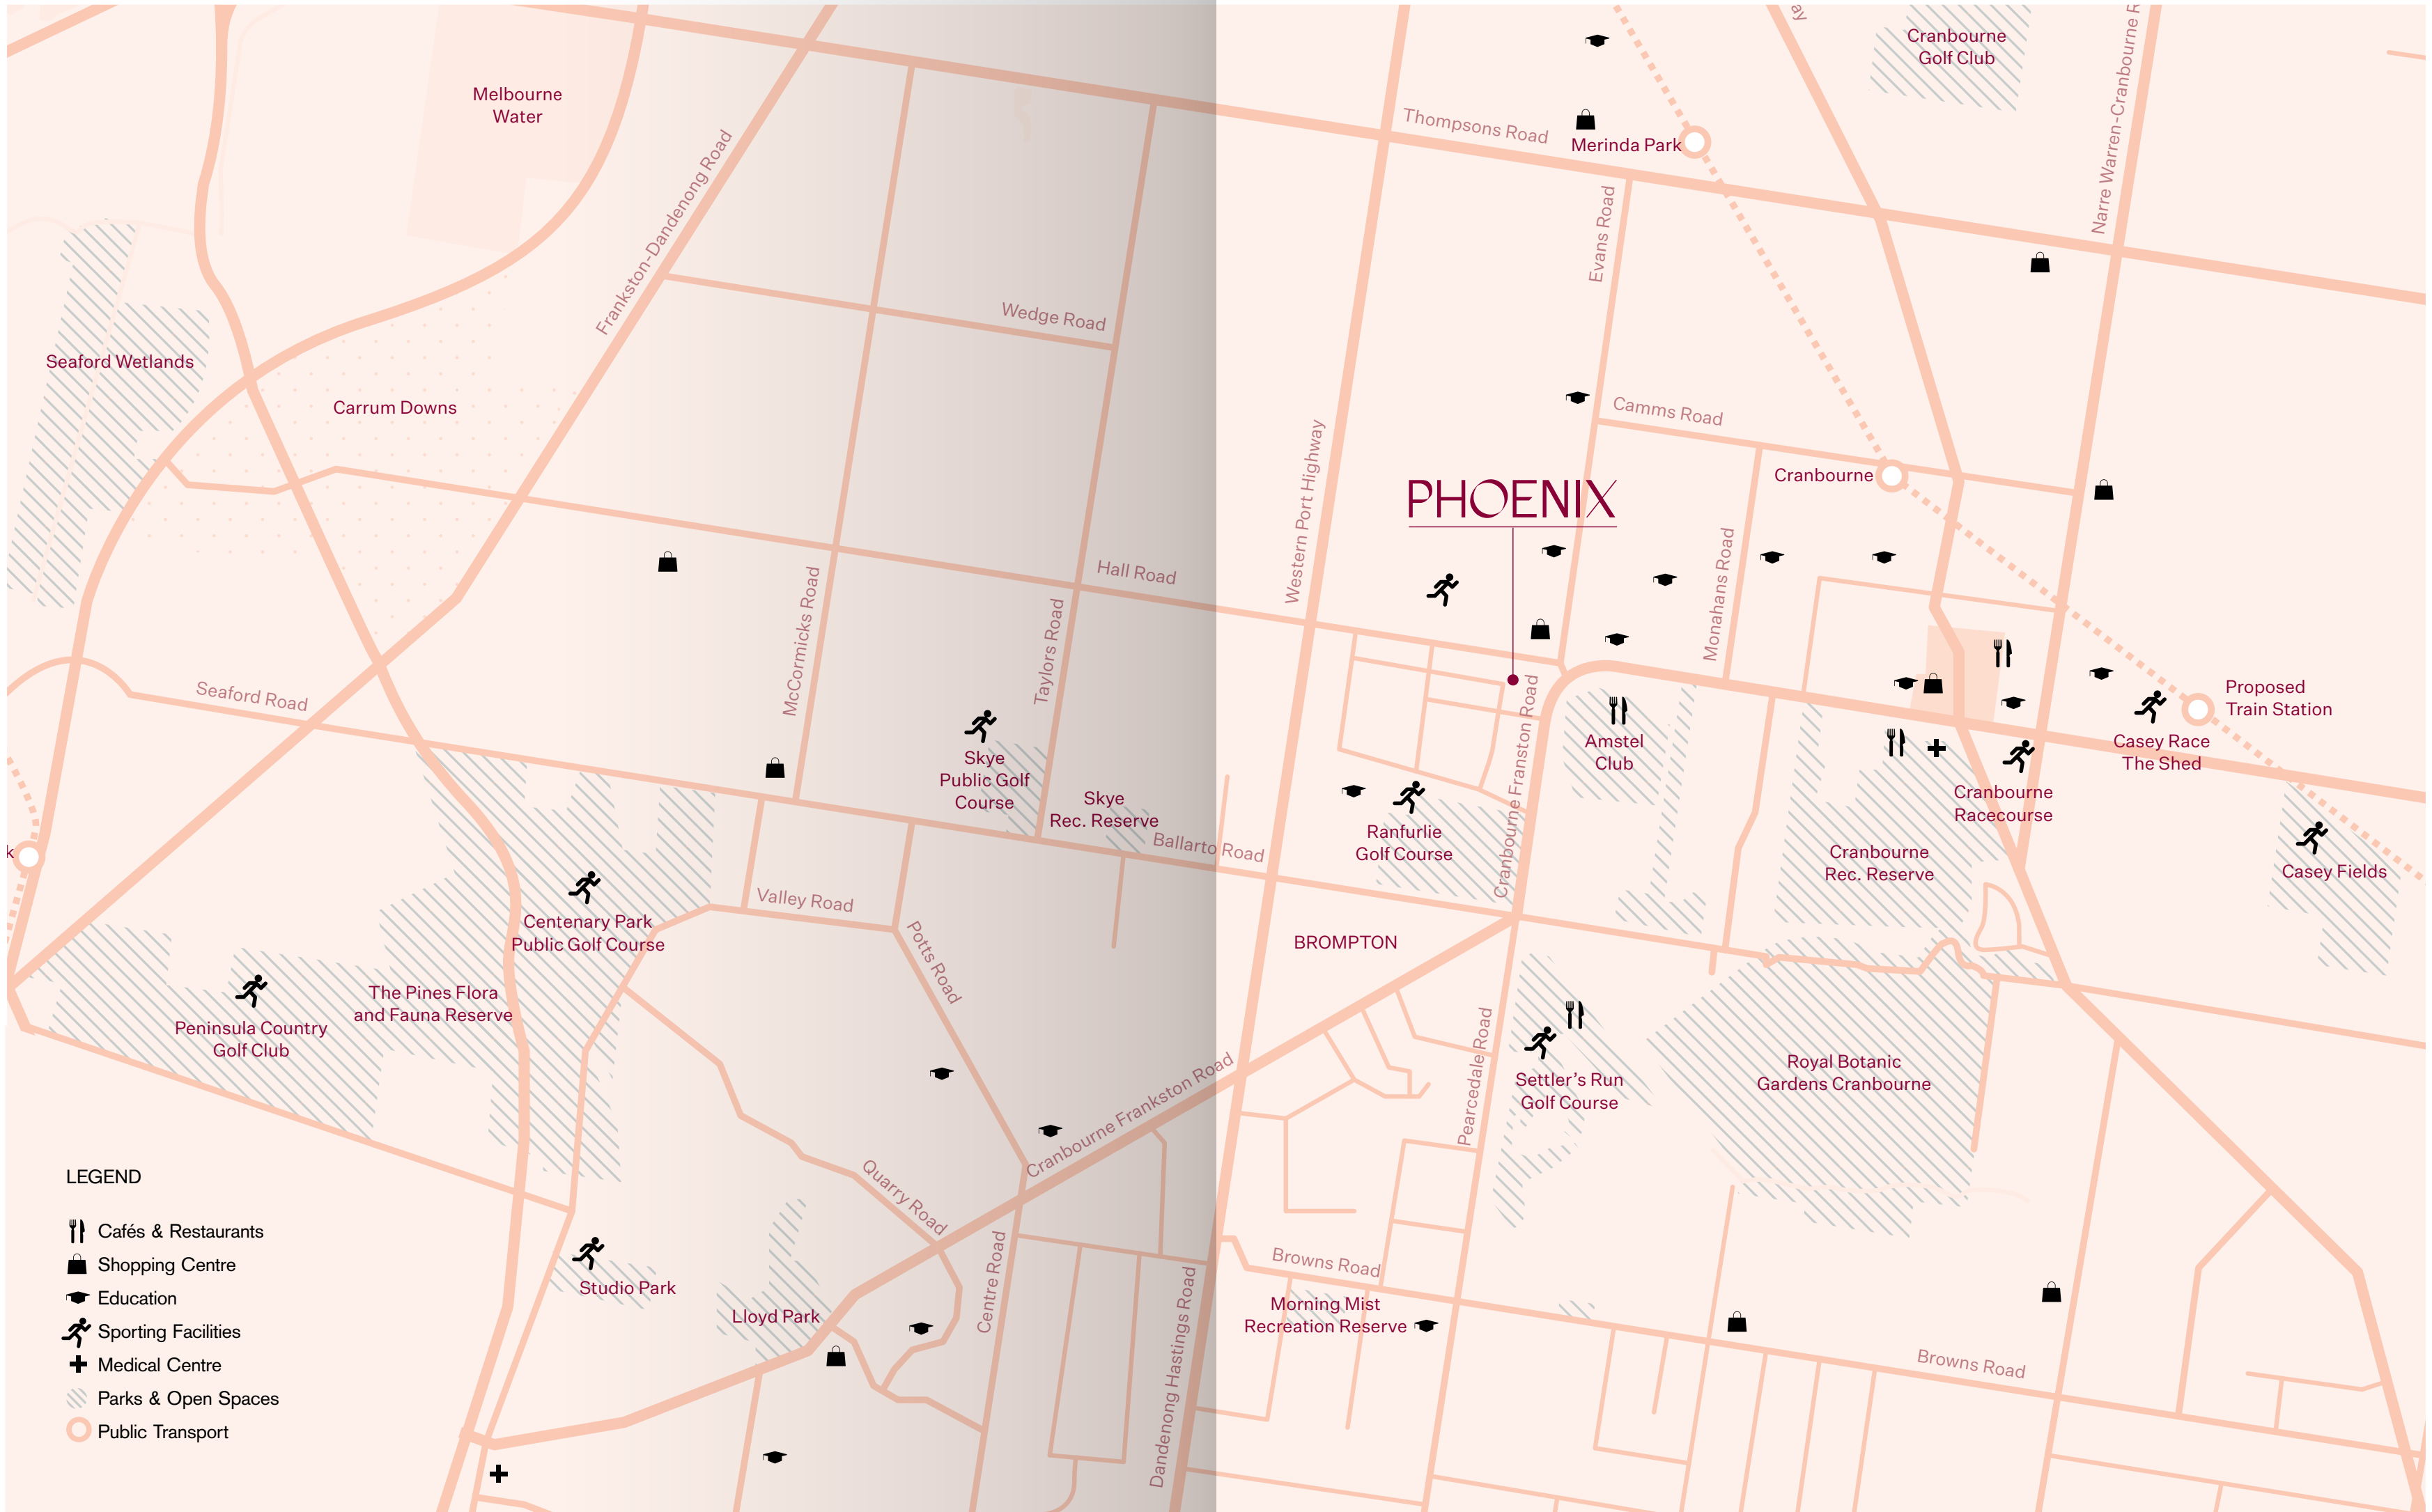 Melbourne
Water
Seaford Wetlands
Carrum Downs
Frankston-Dandenong Road
Wedge Road
Hall Road
McCormicks Road
Taylors Road
Seaford Road
Skye
Public Golf
Course
Skye
Rec. Reserve
Ballarto Road
Valley Road
Potts Road
Centenary Park
Public Golf Course
The Pines Flora
and Fauna Reserve
Peninsula Country
Golf Club
k
Quarry Road
Cranbourne Frankston Road
Centre Road
Dandenong Hastings Road
Studio Park
Lloyd Park
LEGEND
Cafés & Restaurants
Shopping Centre
Education
Sporting Facilities
Medical Centre
Parks & Open Spaces
Public Transport
ay
Cranbourne
Golf Club
Narre Warren-Cranbourne R
Thompsons Road
Merinda Park
Evans Road
Camms Road
Western Port Highway
PHOENIX
Cranbourne
Monahans Road
Proposed
Train Station
Casey Race
The Shed
Amstel
Club
Cranbourne Franston Road
Ranfurlie
Golf Course
Cranbourne
Racecourse
Cranbourne
Rec. Reserve
Casey Fields
BROMPTON
Pearcedale Road
Settler's Run
Golf Course
Royal Botanic
Gardens Cranbourne
Browns Road
Morning Mist
Recreation Reserve
Browns Road